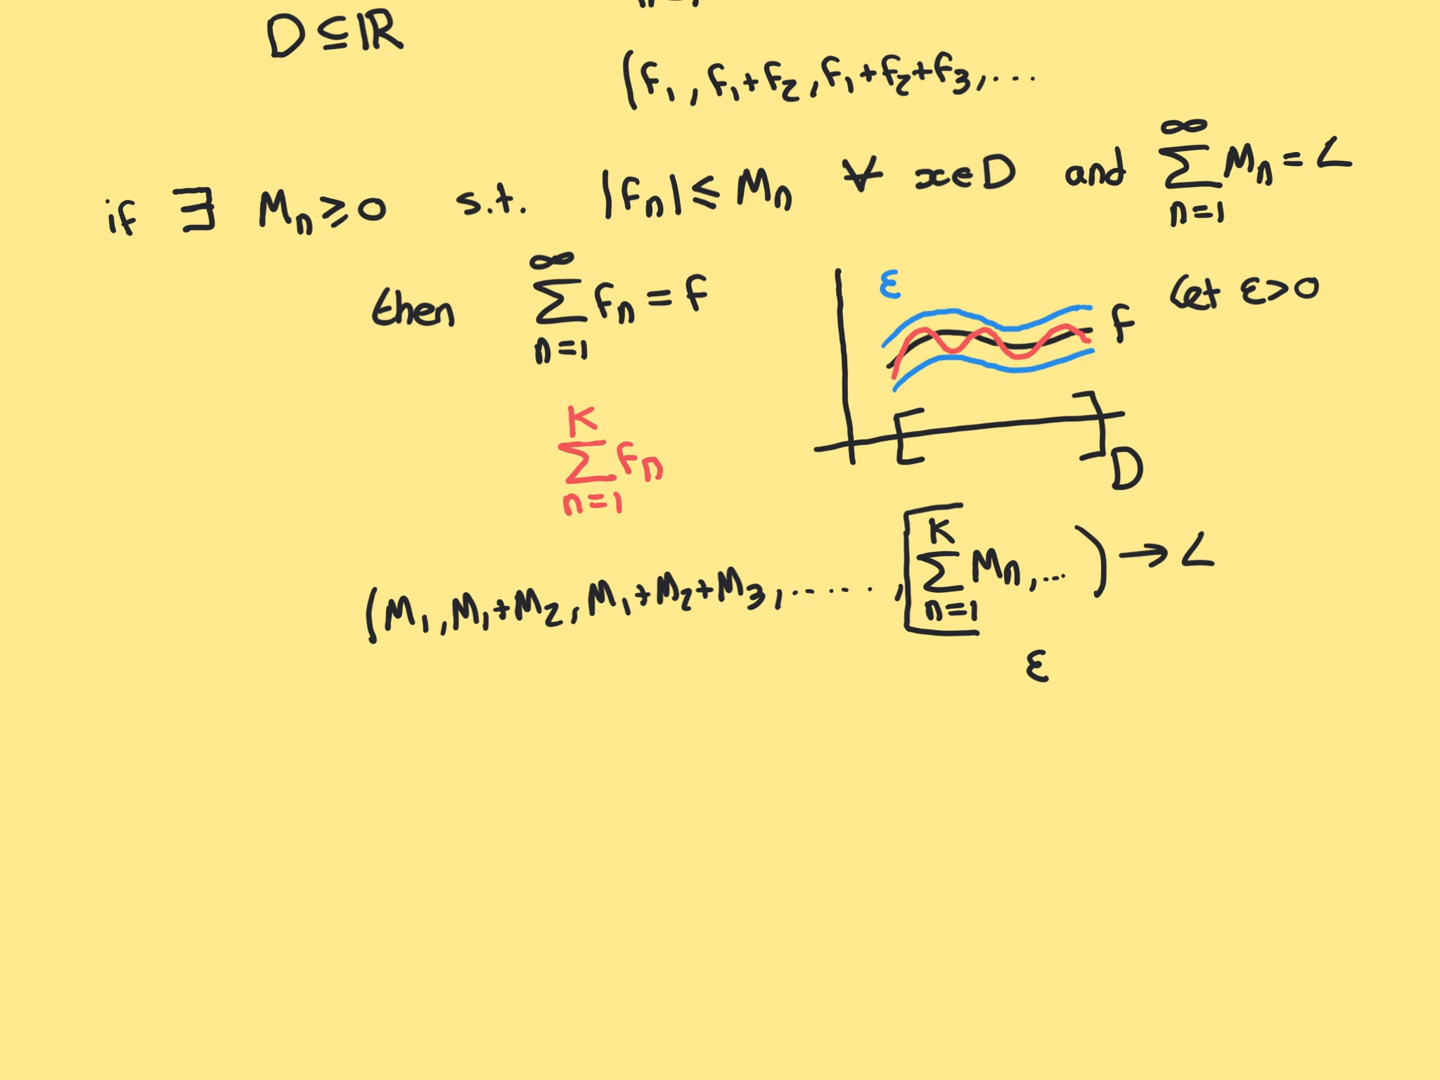 D ⊆ ℝ
(f₁, f₁+f₂, f₁+f₂+f₃, ...
if ∃ Mₙ ≥ 0 s.t. |fₙ| ≤ Mₙ ∀ x∈D and ∑_{n=1}^{∞} Mₙ = L
then ∑_{n=1}^{∞} fₙ = f
ε
f
Let ε>0
D
∑_{n=1}^{K} fₙ
(M₁, M₁+M₂, M₁+M₂+M₃, ......, [∑_{n=1}^{K} Mₙ, ...) → L
ε